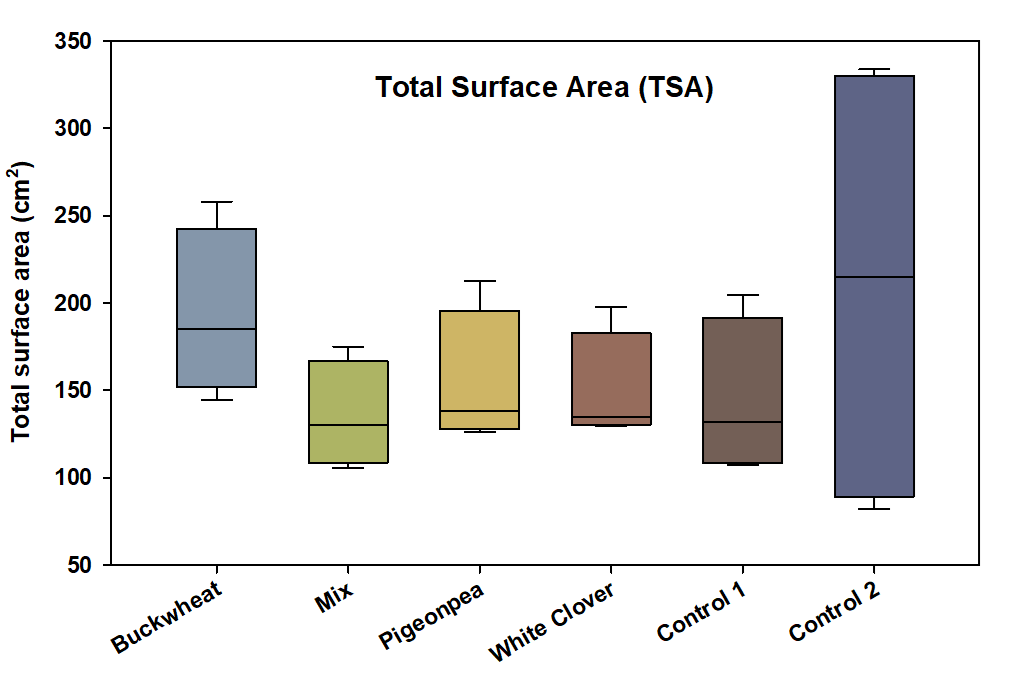 Total Surface Area (TSA)
Total surface area (cm²)
350
300
250
200
150
100
50
Buckwheat
Mix
Pigeonpea
White Clover
Control 1
Control 2